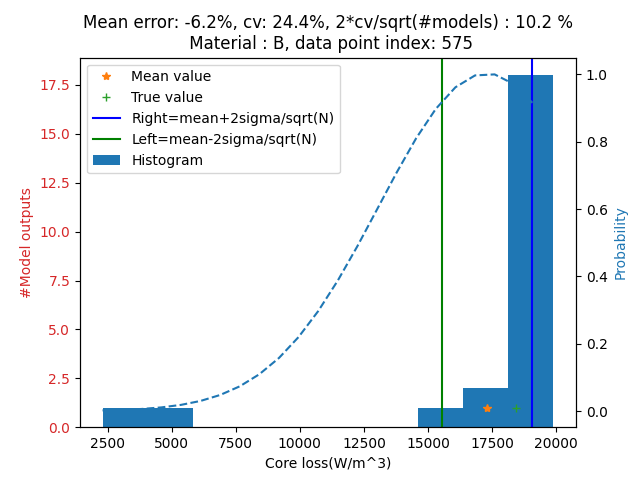 Mean error: -6.2%, cv: 24.4%, 2*cv/sqrt(#models) : 10.2 %
Material : B, data point index: 575
Mean value
True value
Right=mean+2sigma/sqrt(N)
Left=mean-2sigma/sqrt(N)
Histogram
17.5
15.0
12.5
10.0
7.5
5.0
2.5
0.0
#Model outputs
1.0
0.8
0.6
0.4
0.2
0.0
Probability
2500 5000 7500 10000 12500 15000 17500 20000
Core loss(W/m^3)